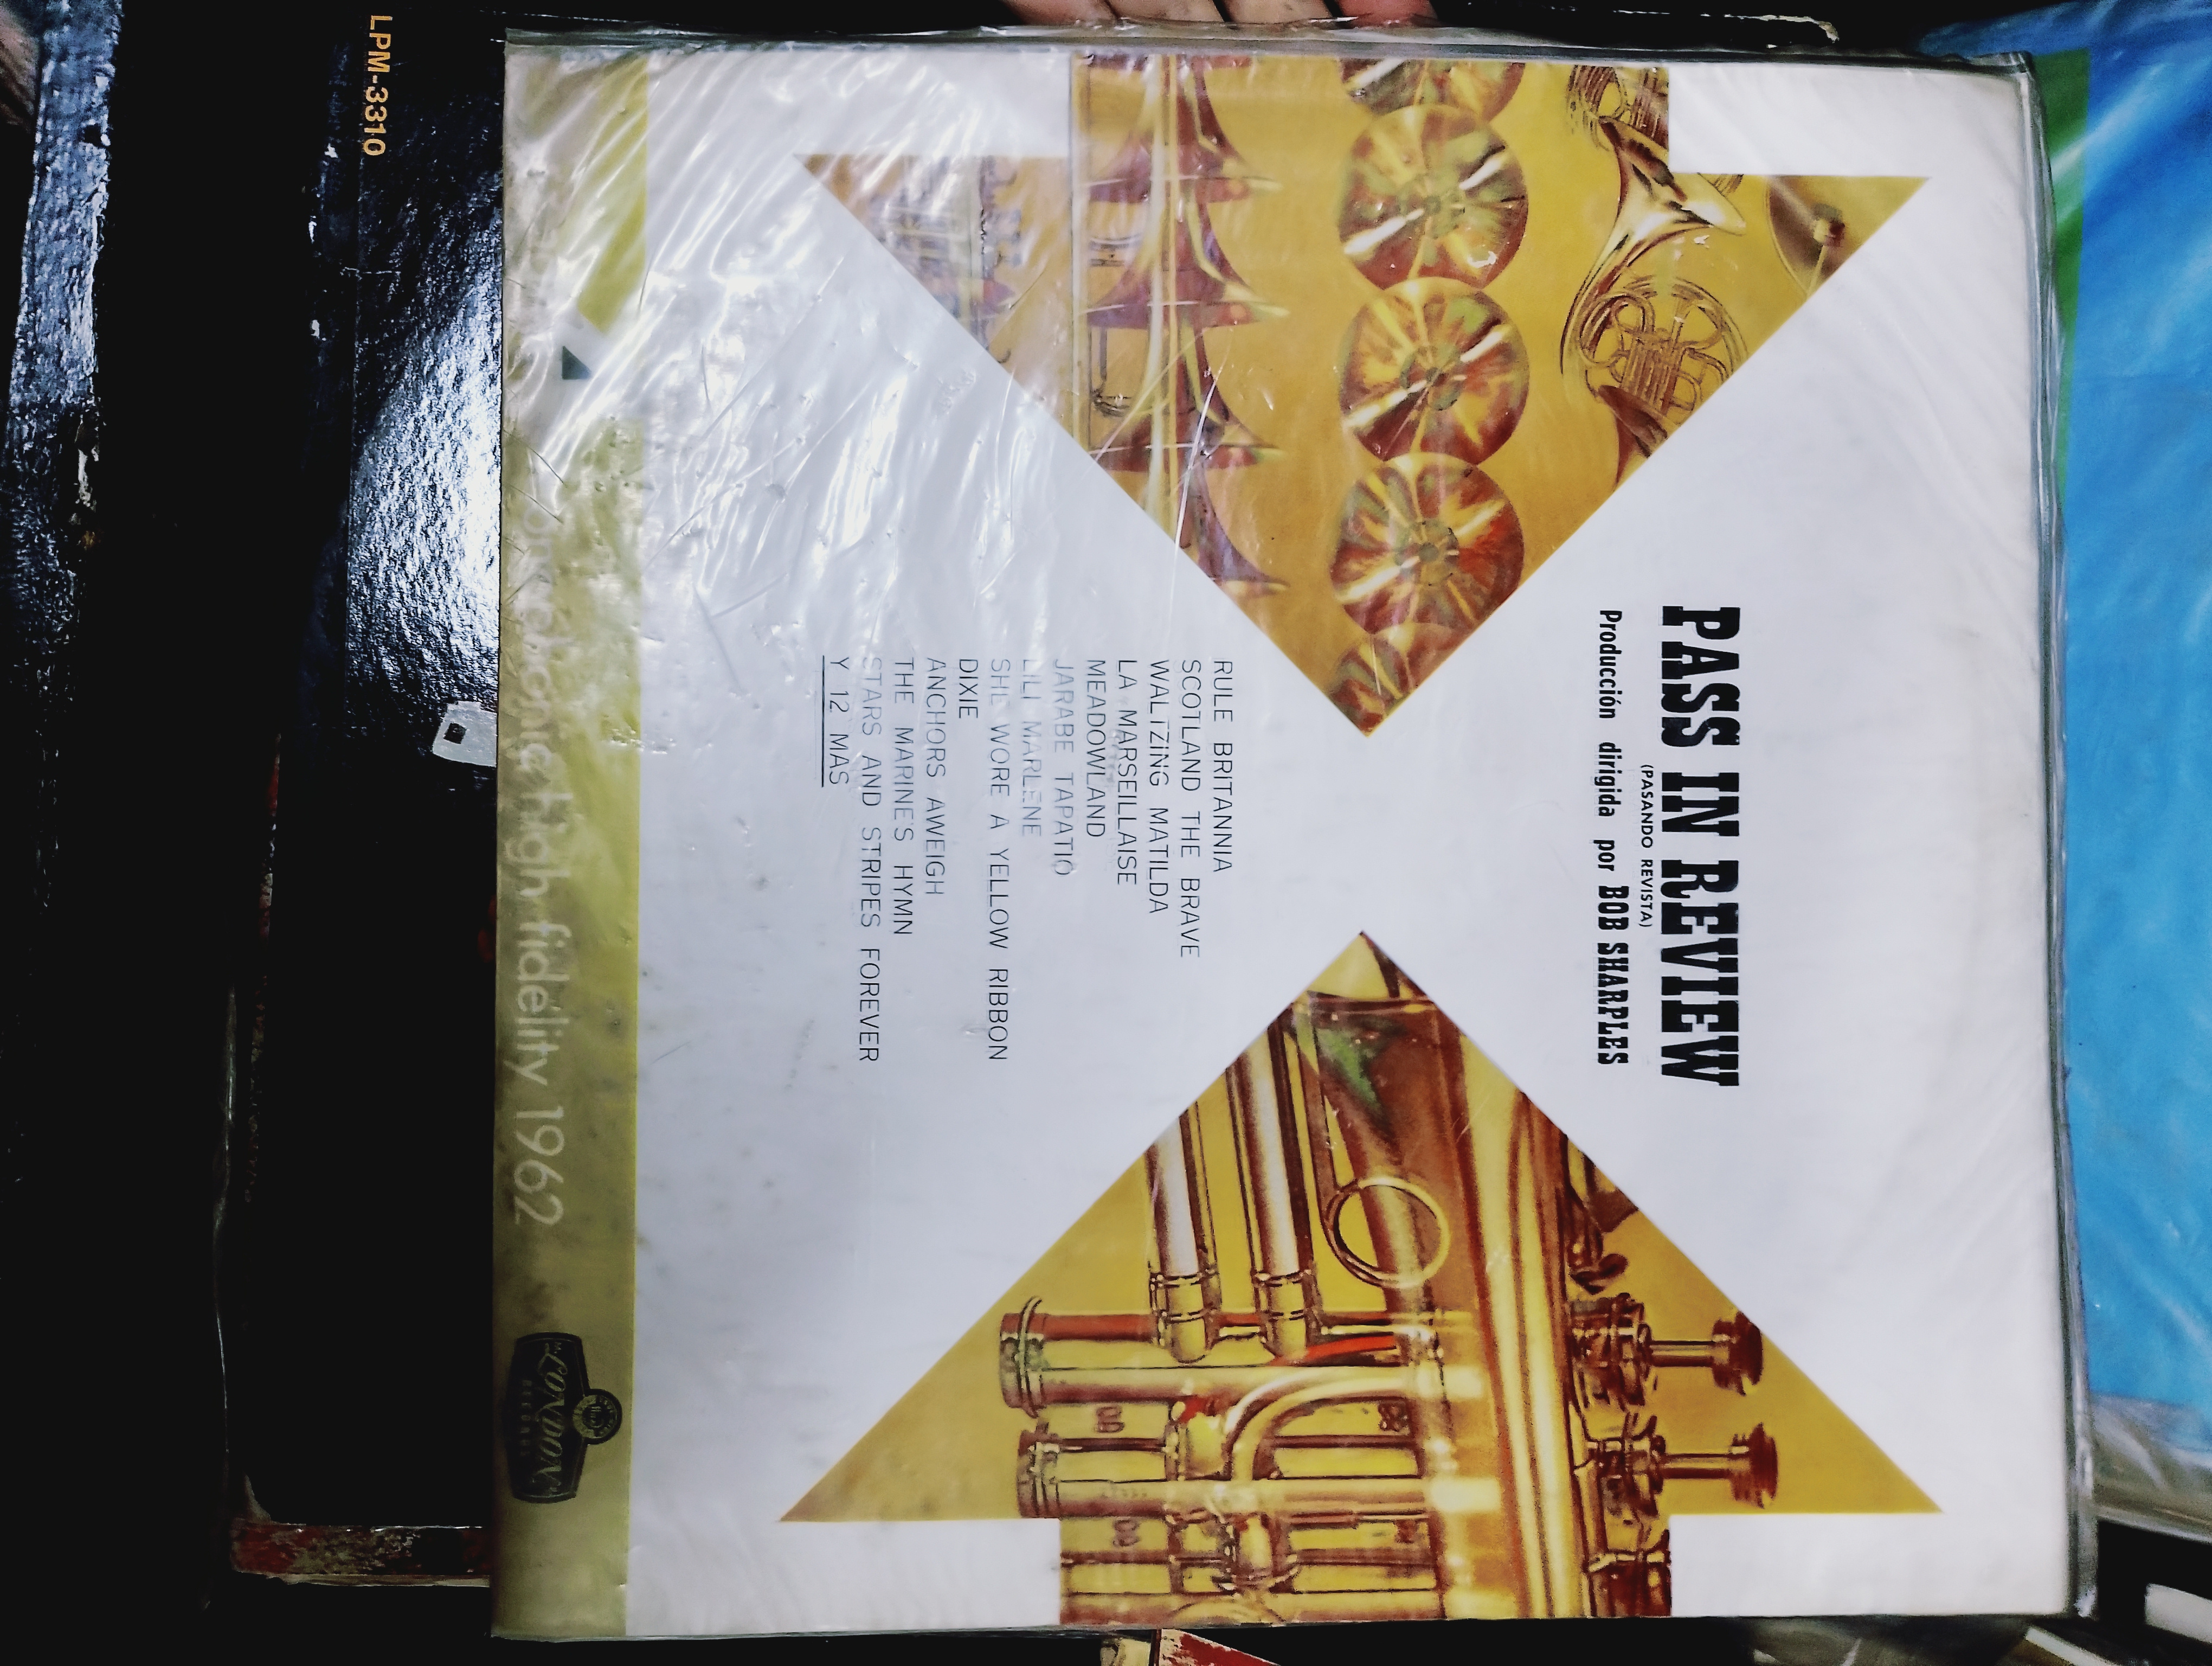 PASS IN REVIEW
(PASANDO REVISTA)
Producción dirigida por BOB SHARPLES
RULE BRITANNIA
SCOTLAND THE BRAVE
WALTZING MATILDA
LA MARSEILLAISE
MEADOWLAND
JARABE TAPATIO
LILI MARLENE
SHE WORE A YELLOW RIBBON
DIXIE
ANCHORS AWEIGH
THE MARINE'S HYMN
STARS AND STRIPES FOREVER
Y 12 MAS
high fidelity 1962
LONDON
RECORDS
LPM-3310